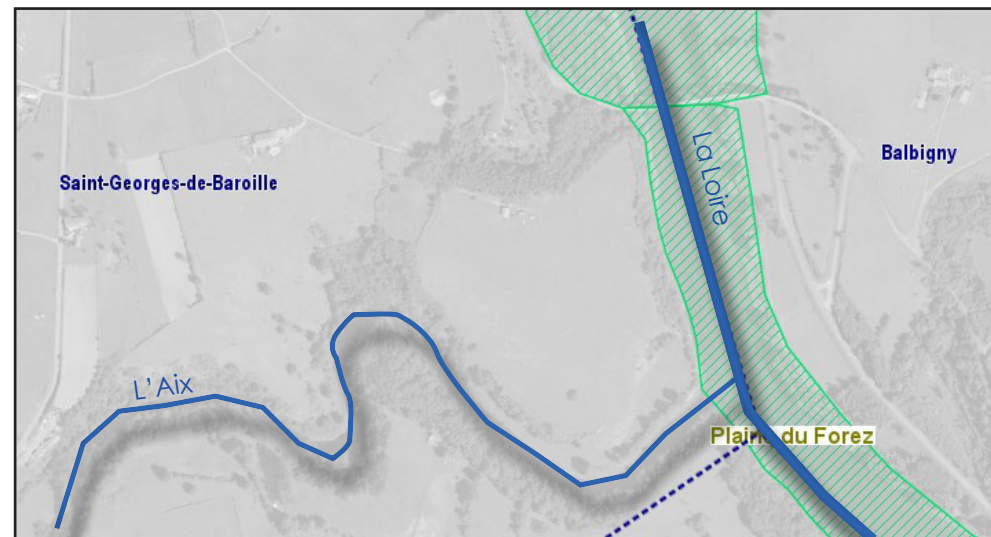 La Loire
Balbigny
Saint-Georges-de-Baroille
L'Aix
Plaine du Forez